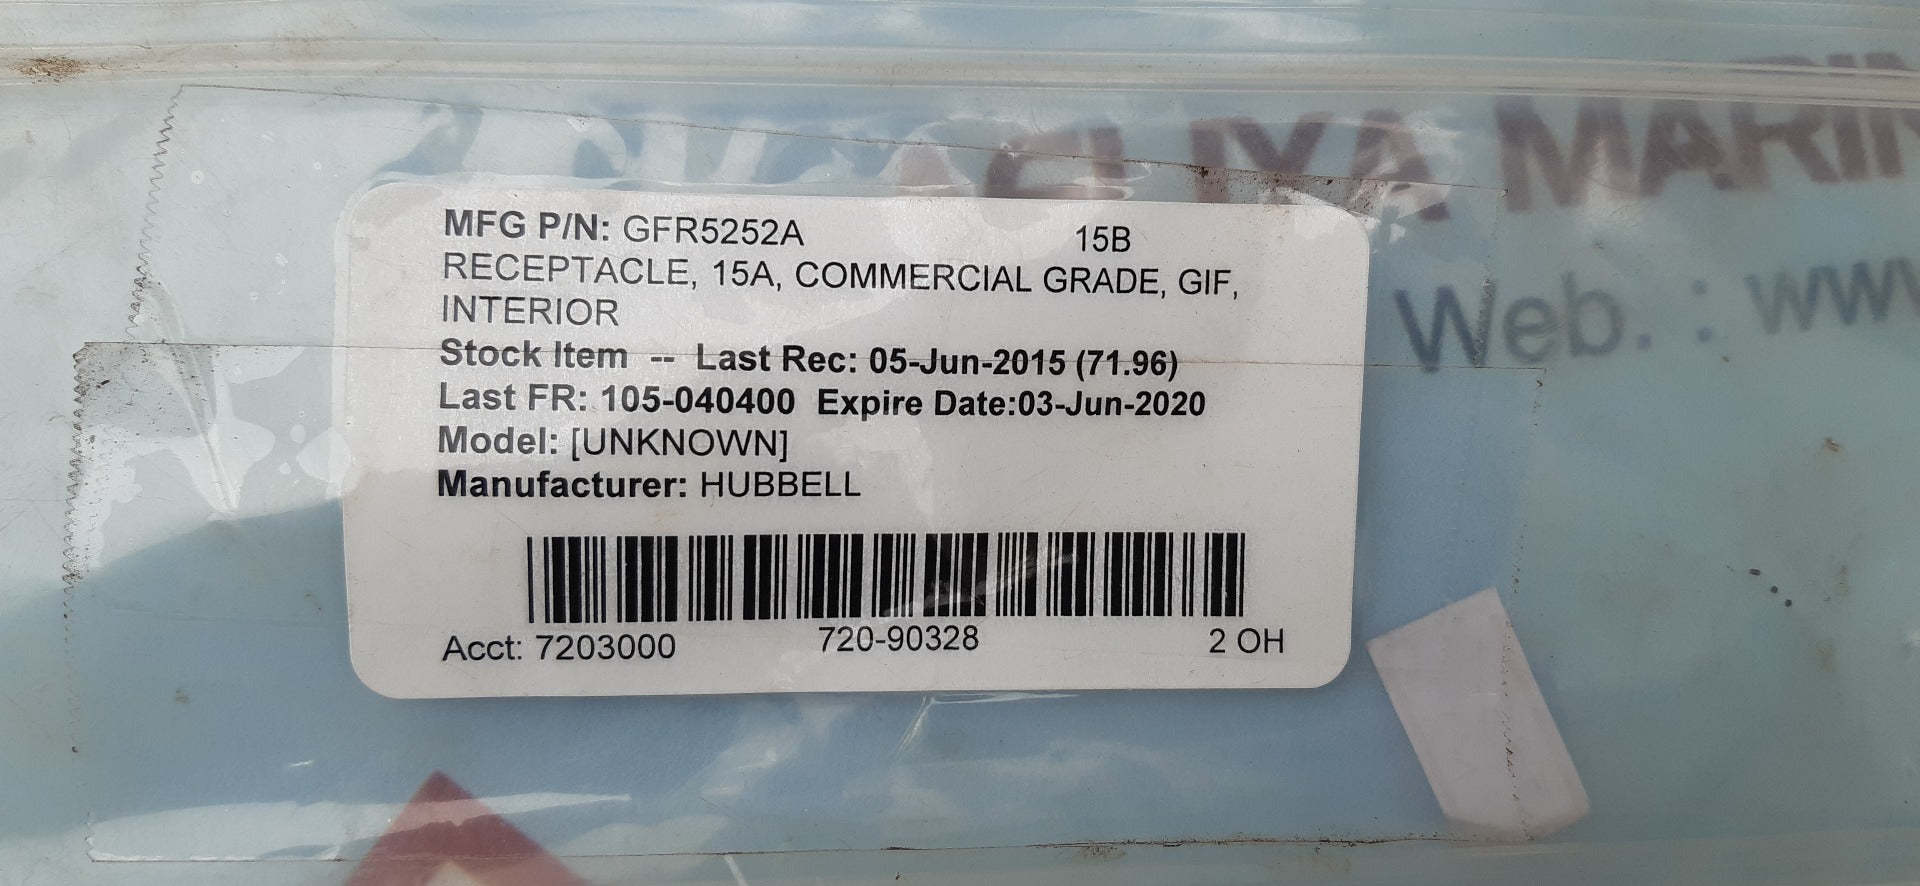 MFG P/N: GFR5252A 15B
RECEPTACLE, 15A, COMMERCIAL GRADE, GIF,
INTERIOR
Stock Item -- Last Rec: 05-Jun-2015 (71.96)
Last FR: 105-040400 Expire Date:03-Jun-2020
Model: [UNKNOWN]
Manufacturer: HUBBELL
Acct: 7203000 720-90328 2 OH
MARIN
Web. : www